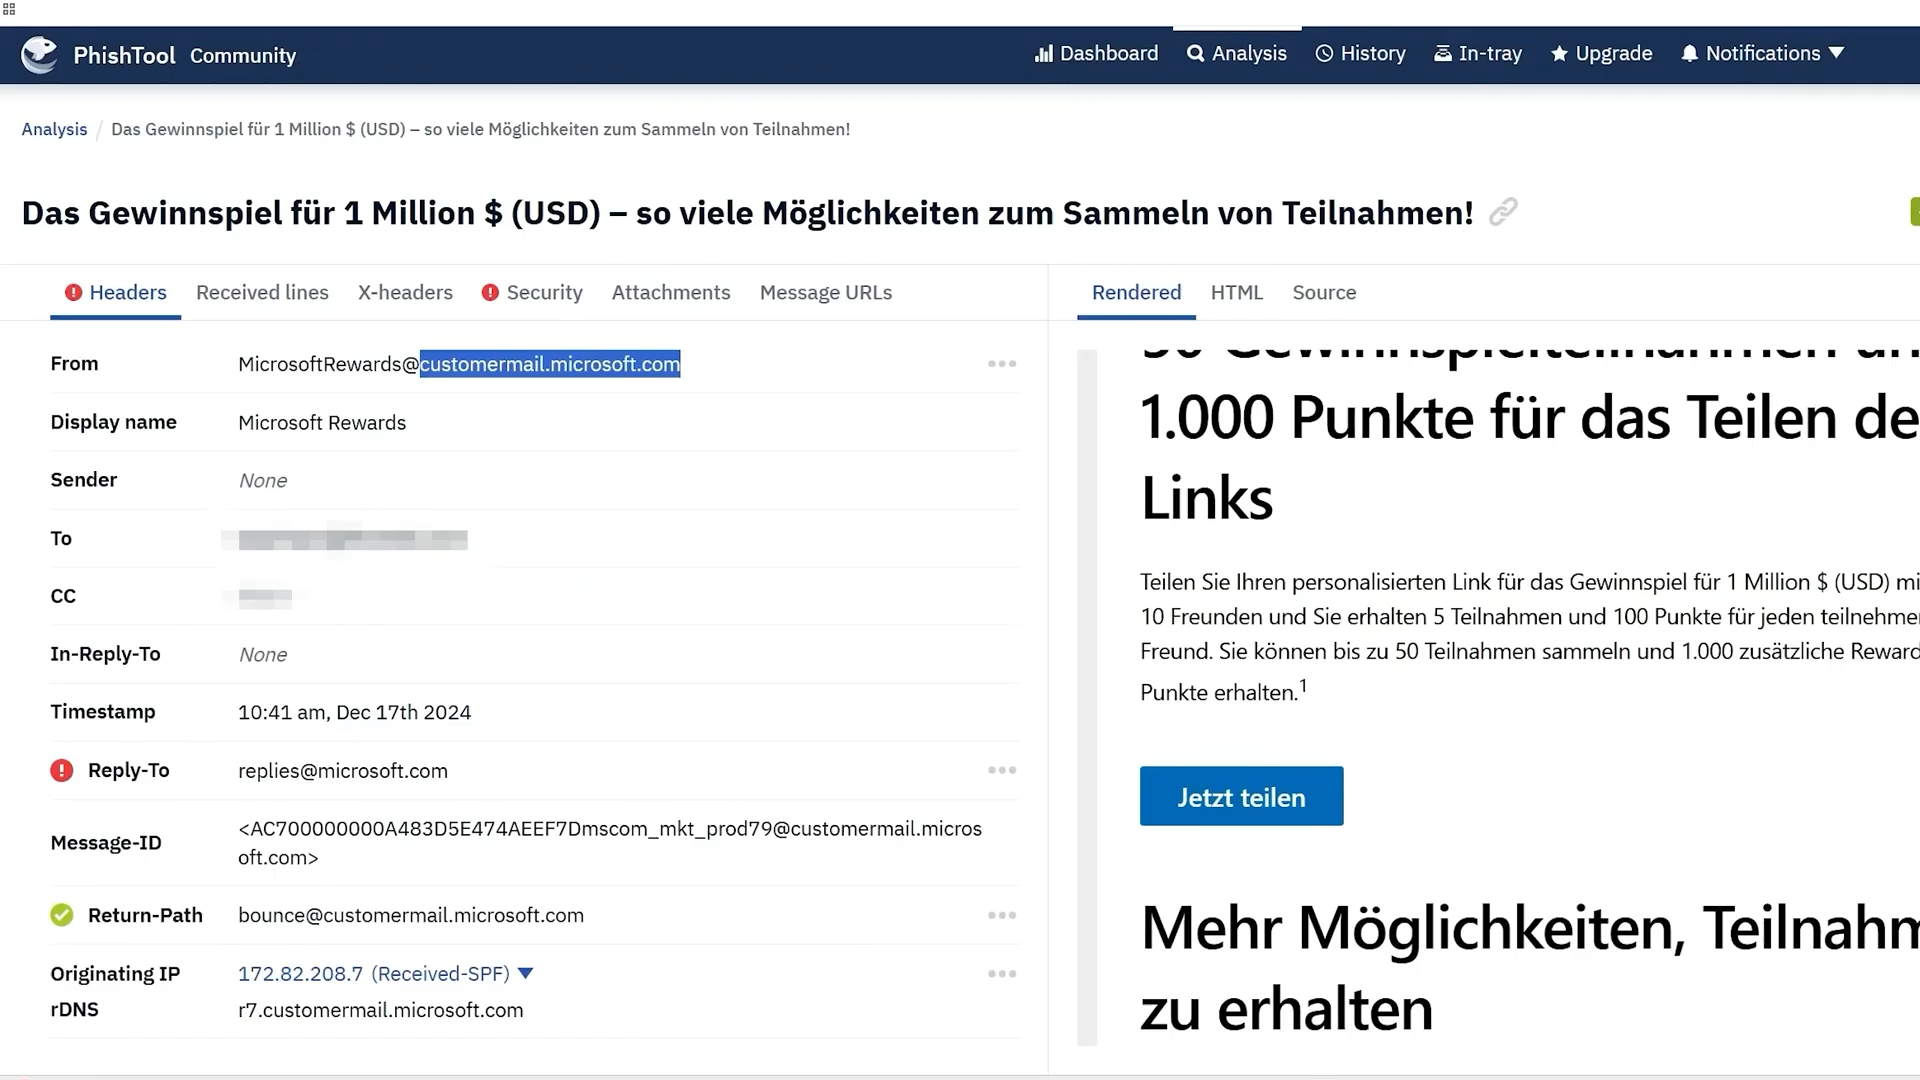 PhishTool Community
Dashboard Analysis History In-tray Upgrade Notifications
Analysis / Das Gewinnspiel für 1 Million $ (USD) – so viele Möglichkeiten zum Sammeln von Teilnahmen!
Das Gewinnspiel für 1 Million $ (USD) – so viele Möglichkeiten zum Sammeln von Teilnahmen!
Headers Received lines X-headers Security Attachments Message URLs
From MicrosoftRewards@customermail.microsoft.com
Display name Microsoft Rewards
Sender None
To
CC
In-Reply-To None
Timestamp 10:41 am, Dec 17th 2024
Reply-To replies@microsoft.com
Message-ID <AC700000000A483D5E474AEEF7Dmscom_mkt_prod79@customermail.micros
oft.com>
Return-Path bounce@customermail.microsoft.com
Originating IP 172.82.208.7 (Received-SPF)
rDNS r7.customermail.microsoft.com
Rendered HTML Source
1.000 Punkte für das Teilen de
Links
Teilen Sie Ihren personalisierten Link für das Gewinnspiel für 1 Million $ (USD) mi
10 Freunden und Sie erhalten 5 Teilnahmen und 100 Punkte für jeden teilnehme
Freund. Sie können bis zu 50 Teilnahmen sammeln und 1.000 zusätzliche Reward
Punkte erhalten.1
Jetzt teilen
Mehr Möglichkeiten, Teilnahm
zu erhalten